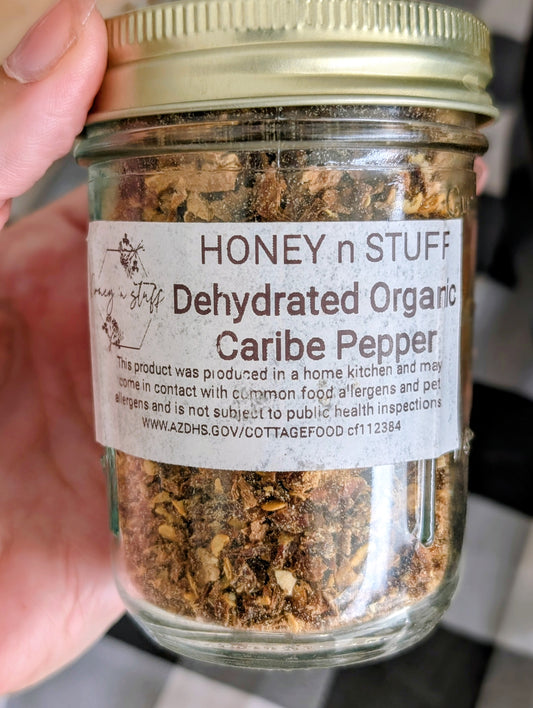 HONEY n STUFF
honey n stuff
Dehydrated Organic
Caribe Pepper
This product was produced in a home kitchen and may
come in contact with common food allergens and pet
allergens and is not subject to public health inspections
WWW.AZDHS.GOV/COTTAGEFOOD cf112384